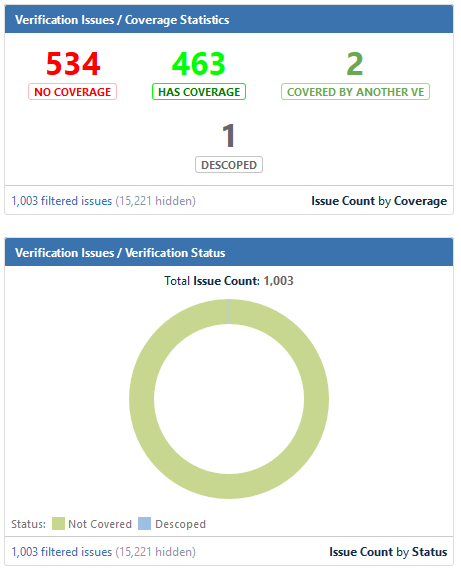 Verification Issues / Coverage Statistics
534 463 2
NO COVERAGE HAS COVERAGE COVERED BY ANOTHER VE
1
DESCOPED
1,003 filtered issues (15,221 hidden) Issue Count by Coverage
Verification Issues / Verification Status
Total Issue Count: 1,003
Status: Not Covered Descoped
1,003 filtered issues (15,221 hidden) Issue Count by Status